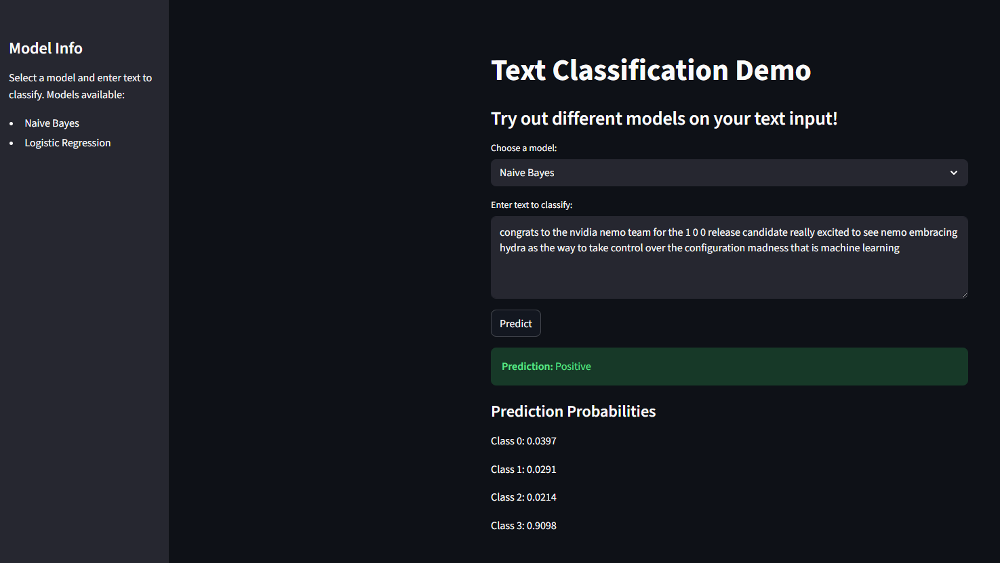 Model Info
Select a model and enter text to
classify. Models available:
Naive Bayes
Logistic Regression
Text Classification Demo
Try out different models on your text input!
Choose a model:
Naive Bayes
Enter text to classify:
congrats to the nvidia nemo team for the 1 0 0 release candidate really excited to see nemo embracing
hydra as the way to take control over the configuration madness that is machine learning
Predict
Prediction: Positive
Prediction Probabilities
Class 0: 0.0397
Class 1: 0.0291
Class 2: 0.0214
Class 3: 0.9098